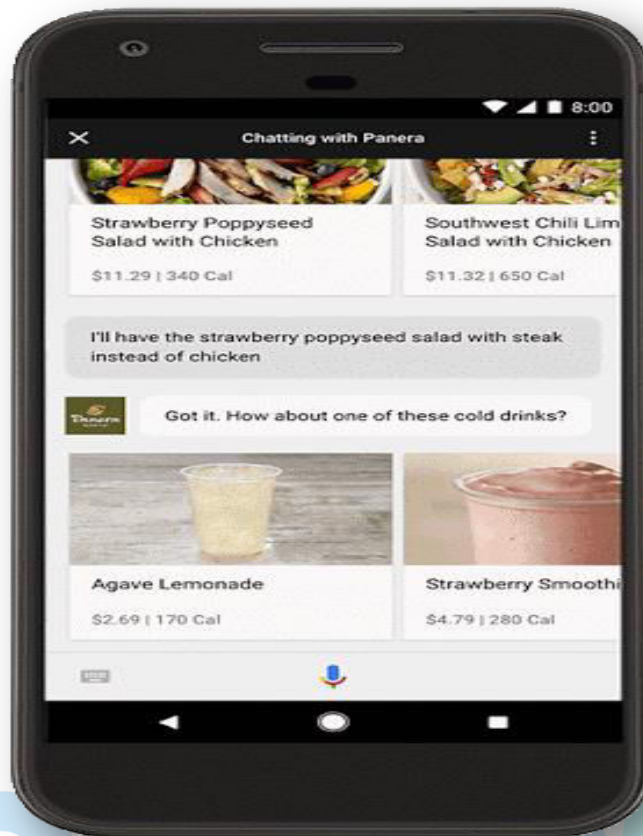 8:00
Chatting with Panera
Strawberry Poppyseed
Salad with Chicken
$11.29 | 340 Cal
Southwest Chili Lim
Salad with Chicken
$11.32 | 650 Cal
I'll have the strawberry poppyseed salad with steak
instead of chicken
Panera
Got it. How about one of these cold drinks?
Agave Lemonade
$2.69 | 170 Cal
Strawberry Smoothi
$4.79 | 280 Cal